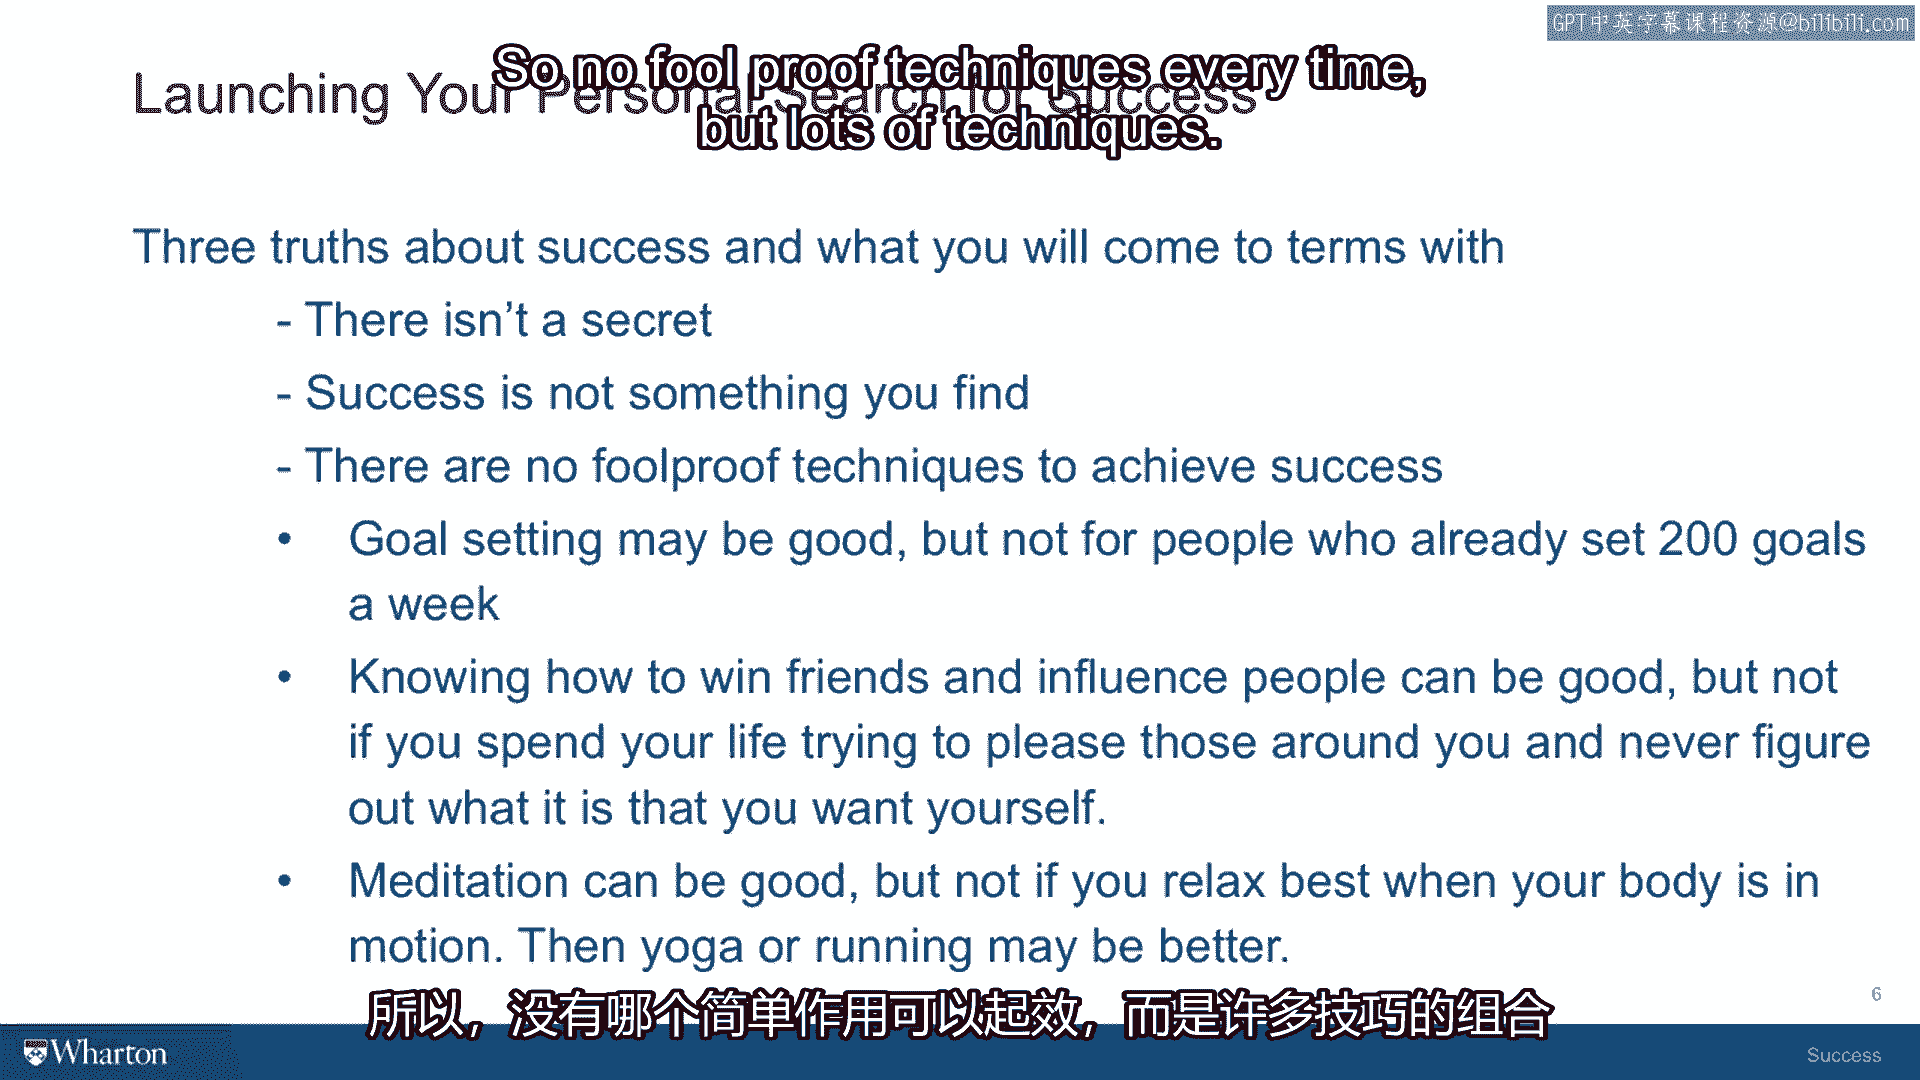 GPT中英字幕课程资源@bilibili.com
So no fool proof techniques every time,
but lots of techniques.
Launching Your Personal Search for Success
Three truths about success and what you will come to terms with
- There isn’t a secret
- Success is not something you find
- There are no foolproof techniques to achieve success
• Goal setting may be good, but not for people who already set 200 goals
a week
• Knowing how to win friends and influence people can be good, but not
if you spend your life trying to please those around you and never figure
out what it is that you want yourself.
• Meditation can be good, but not if you relax best when your body is in
motion. Then yoga or running may be better.
所以，没有哪个简单作用可以起效，而是许多技巧的组合
6
Wharton
Success